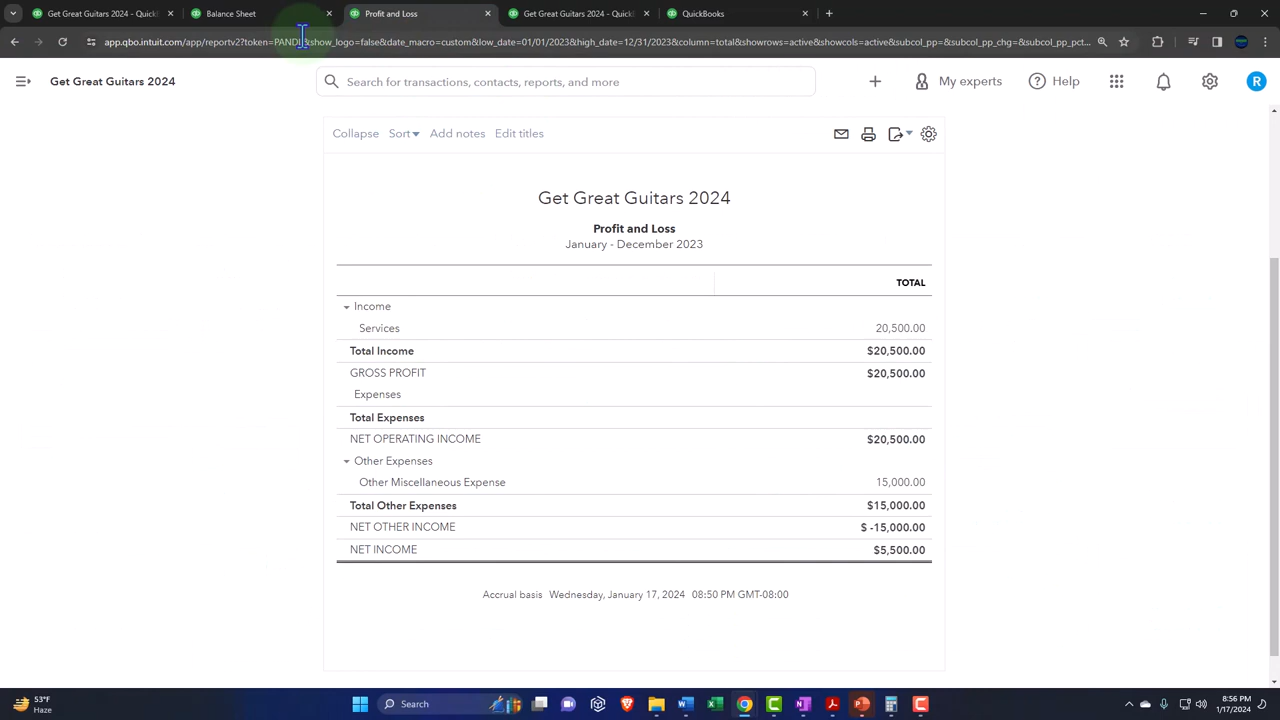 Get Great Guitars 2024 - Quick
Balance Sheet
Profit and Loss
Get Great Guitars 2024 - Quick
QuickBooks
app.qbo.intuit.com/app/reportv2?token=PANDL&show_logo=false&date_macro=custom&low_date=01/01/2023&high_date=12/31/2023&column=total&showrows=active&showcols=active&subcol_pp=&subcol_pp_chg=&subcol_pp_pct...
Get Great Guitars 2024
Search for transactions, contacts, reports, and more
My experts
Help
R
Collapse Sort Add notes Edit titles
Get Great Guitars 2024
Profit and Loss
January - December 2023
TOTAL
Income
Services 20,500.00
Total Income $20,500.00
GROSS PROFIT $20,500.00
Expenses
Total Expenses
NET OPERATING INCOME $20,500.00
Other Expenses
Other Miscellaneous Expense 15,000.00
Total Other Expenses $15,000.00
NET OTHER INCOME $ -15,000.00
NET INCOME $5,500.00
Accrual basis Wednesday, January 17, 2024 08:50 PM GMT-08:00
53°F
Haze
Search
8:56 PM
1/17/2024